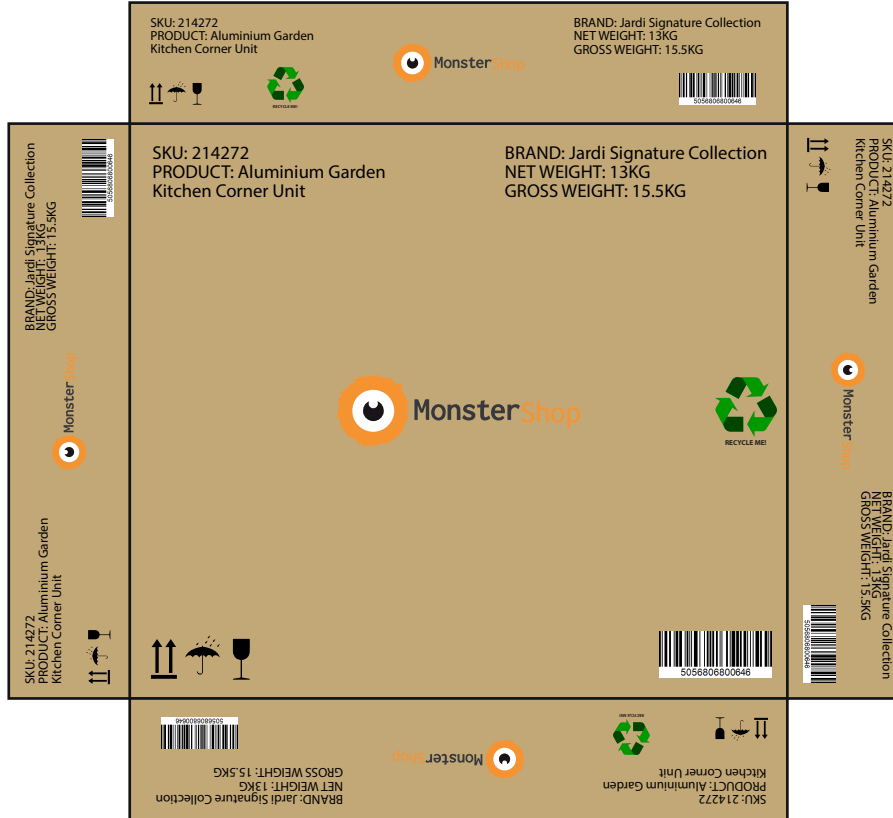 SKU: 214272
PRODUCT: Aluminium Garden
Kitchen Corner Unit
BRAND: Jardi Signature Collection
NET WEIGHT: 13KG
GROSS WEIGHT: 15.5KG
MonsterShop
RECYCLE ME!
5056806800646
BRAND: Jardi Signature Collection
NET WEIGHT: 13KG
GROSS WEIGHT: 15.5KG
5056806800646
MonsterShop
SKU: 214272
PRODUCT: Aluminium Garden
Kitchen Corner Unit
SKU: 214272
PRODUCT: Aluminium Garden
Kitchen Corner Unit
BRAND: Jardi Signature Collection
NET WEIGHT: 13KG
GROSS WEIGHT: 15.5KG
MonsterShop
RECYCLE ME!
5056806800646
SKU: 214272
PRODUCT: Aluminium Garden
Kitchen Corner Unit
MonsterShop
BRAND: Jardi Signature Collection
NET WEIGHT: 13KG
GROSS WEIGHT: 15.5KG
5056806800646
SKU: 214272
PRODUCT: Aluminium Garden
Kitchen Corner Unit
RECYCLE ME!
MonsterShop
BRAND: Jardi Signature Collection
NET WEIGHT: 13KG
GROSS WEIGHT: 15.5KG
5056806800646